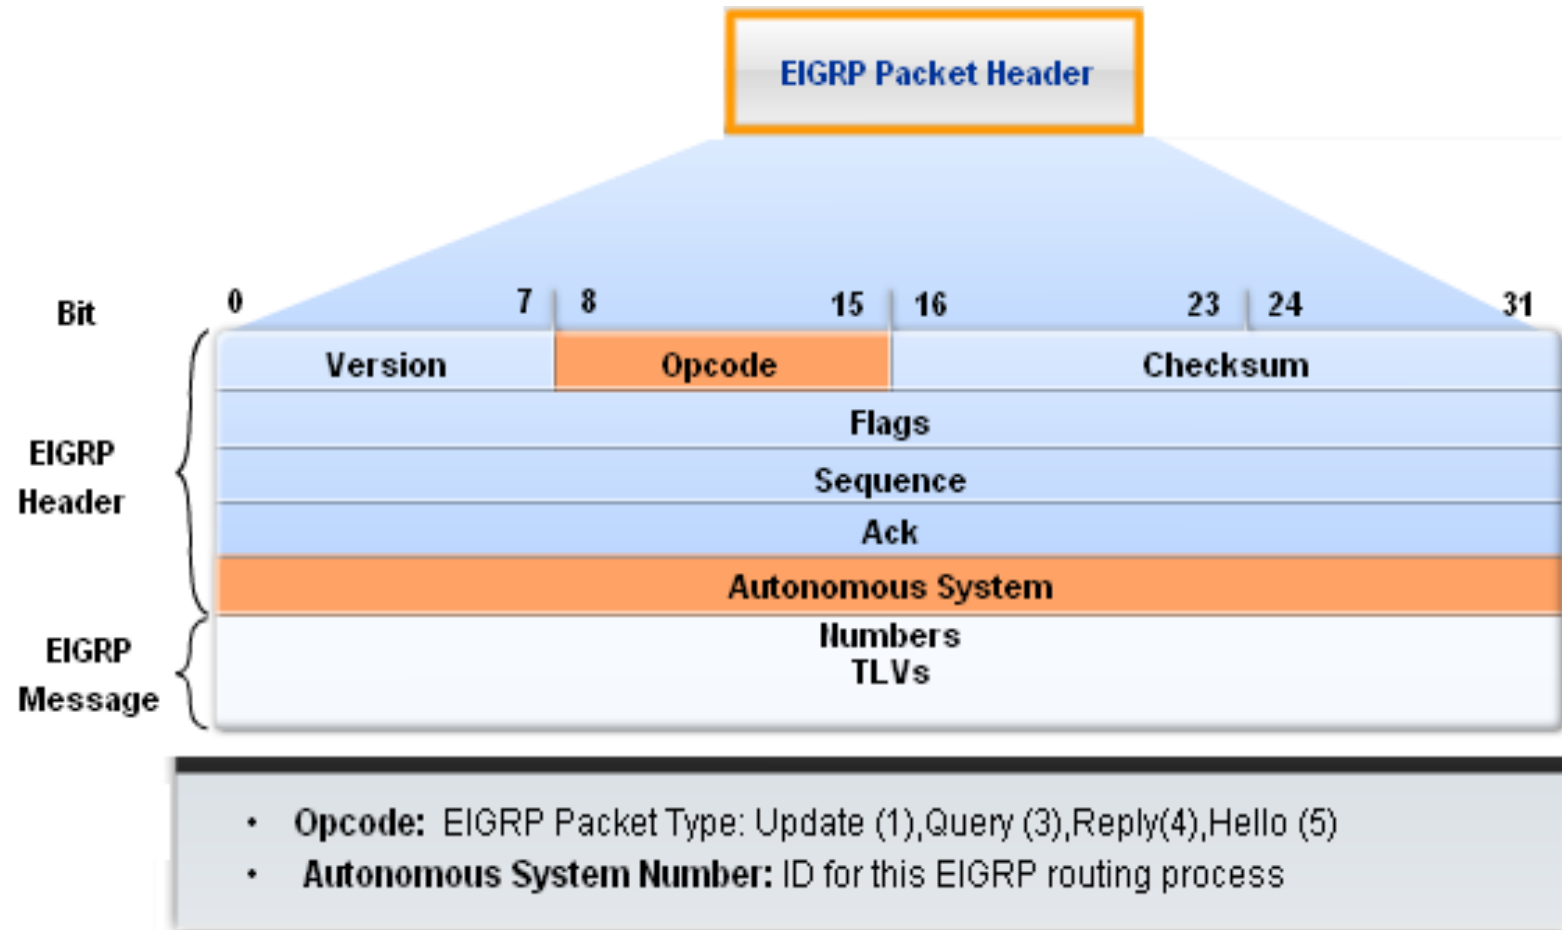 EIGRP Packet Header
Bit 0 7 8 15 16 23 24 31
Version Opcode Checksum
Flags
EIGRP
Header
Sequence
Ack
Autonomous System
Numbers
TLVs
EIGRP
Message
• Opcode: EIGRP Packet Type: Update (1),Query (3),Reply(4),Hello (5)
• Autonomous System Number: ID for this EIGRP routing process